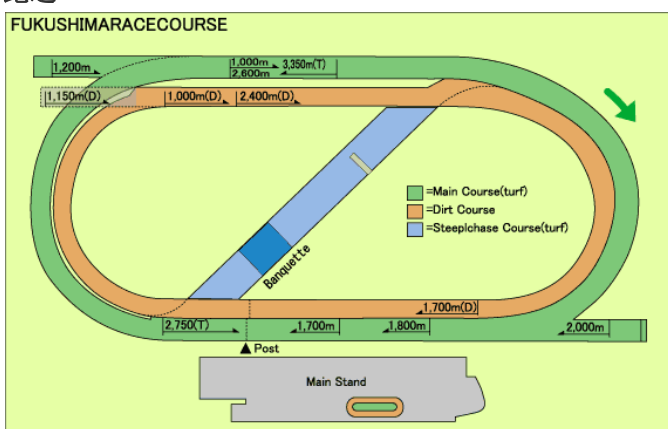 FUKUSHIMARACECOURSE
1,200m
1,000m
3,350m(T)
2,600m
1,150m(D)
1,000m(D)
2,400m(D)
=Main Course(turf)
=Dirt Course
=Steeplchase Course(turf)
Banquette
1,700m(D)
2,750(T)
1,700m
1,800m
2,000m
Post
Main Stand